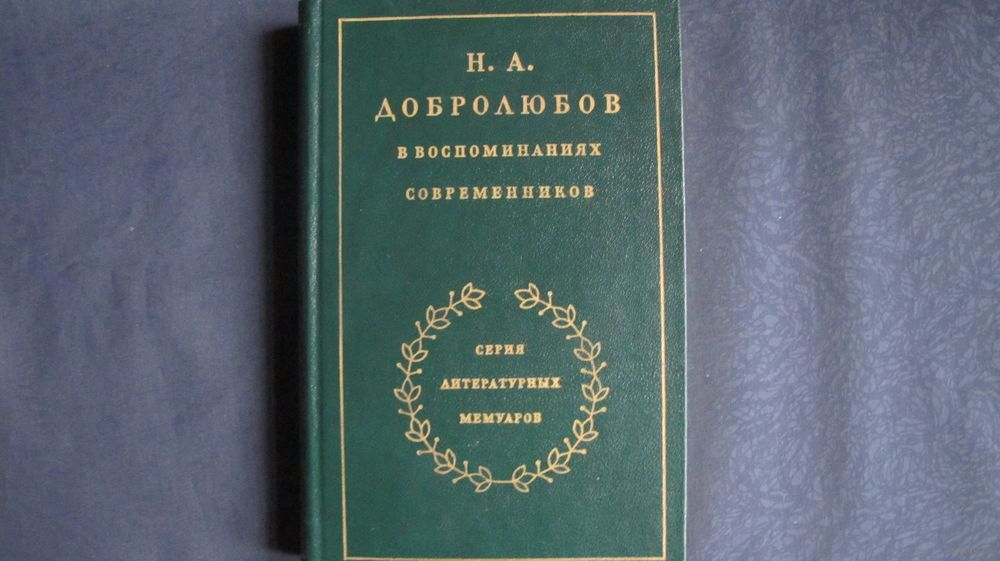 Н. А.
ДОБРОЛЮБОВ
В ВОСПОМИНАНИЯХ
СОВРЕМЕННИКОВ
СЕРИЯ
ЛИТЕРАТУРНЫХ
МЕМУАРОВ